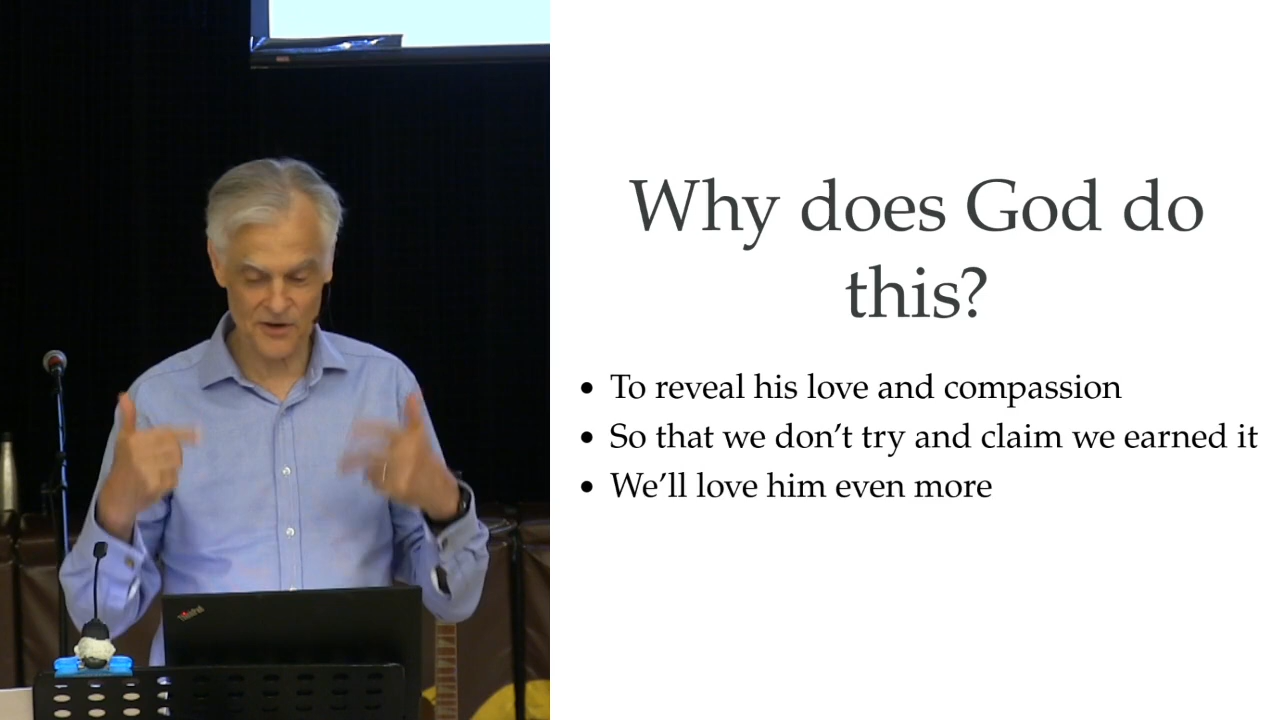 Why does God do
this?
• To reveal his love and compassion
• So that we don't try and claim we earned it
• We'll love him even more
ThinkPad